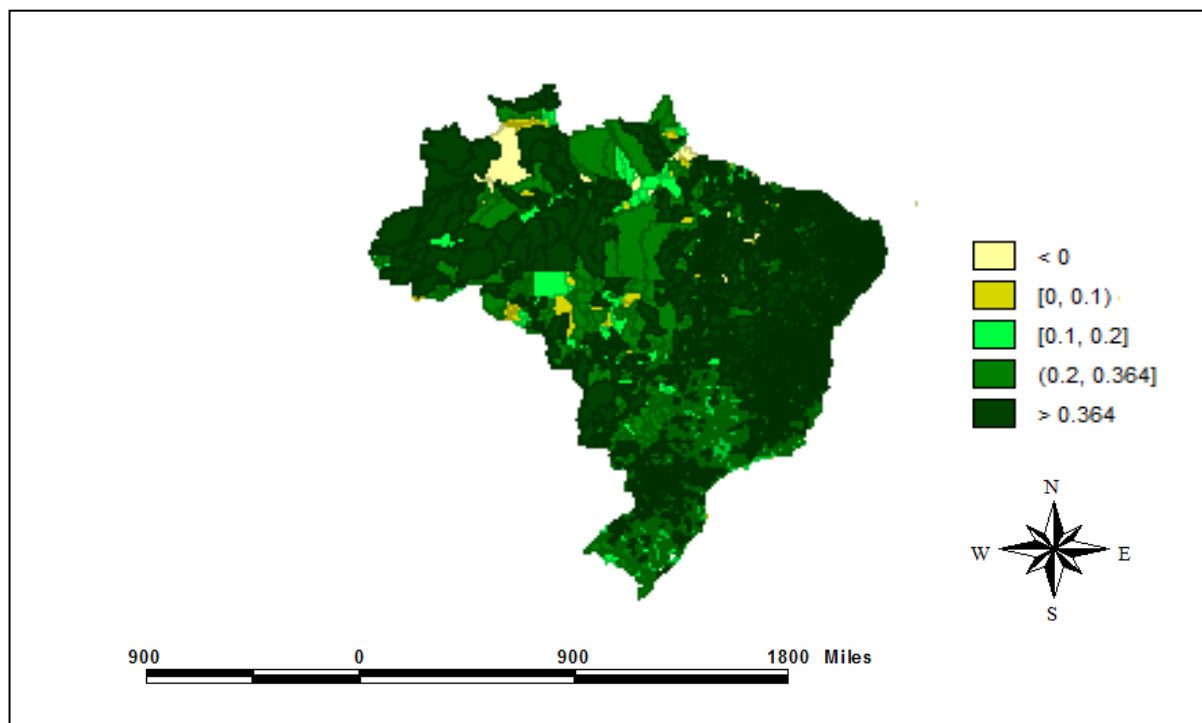 < 0
[0, 0.1)
[0.1, 0.2]
(0.2, 0.364]
> 0.364
N
W E
S
900 0 900 1800 Miles